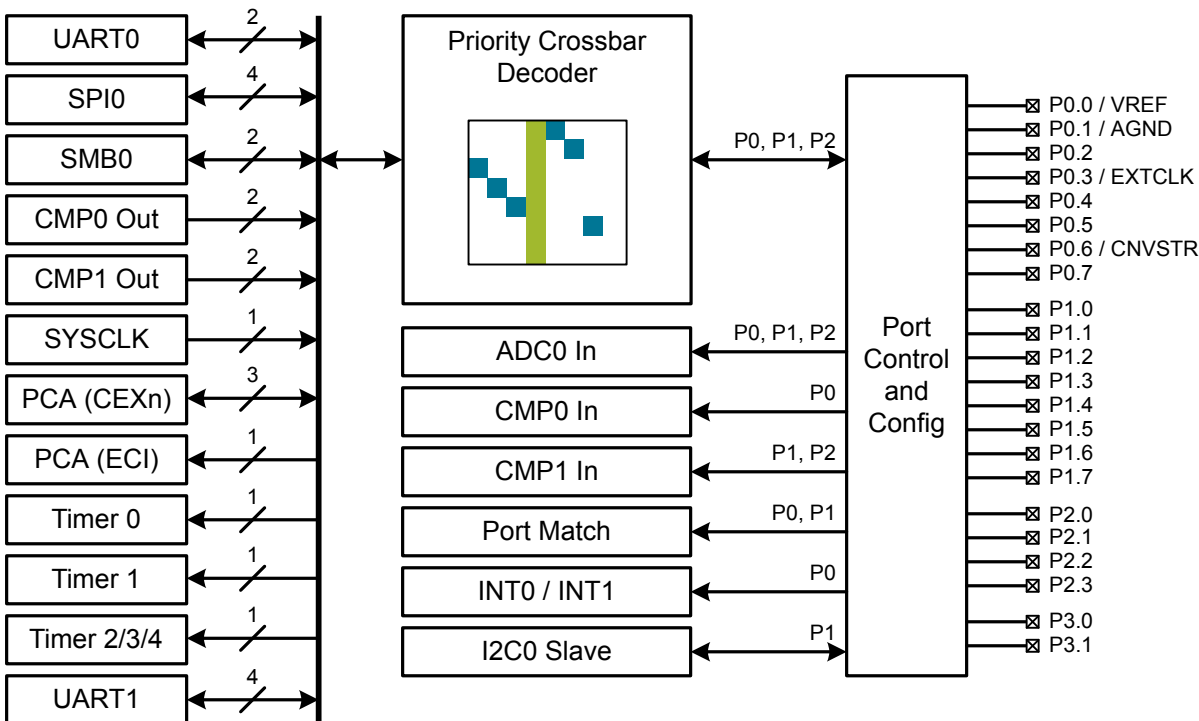 UART0
2
SPI0
4
SMB0
2
CMP0 Out
2
CMP1 Out
2
SYSCLK
1
PCA (CEXn)
3
PCA (ECI)
1
Timer 0
1
Timer 1
1
Timer 2/3/4
1
UART1
4
Priority Crossbar
Decoder
P0, P1, P2
ADC0 In
P0, P1, P2
CMP0 In
P0
CMP1 In
P1, P2
Port Match
P0, P1
INT0 / INT1
P0
I2C0 Slave
P1
Port
Control
and
Config
P0.0 / VREF
P0.1 / AGND
P0.2
P0.3 / EXTCLK
P0.4
P0.5
P0.6 / CNVSTR
P0.7
P1.0
P1.1
P1.2
P1.3
P1.4
P1.5
P1.6
P1.7
P2.0
P2.1
P2.2
P2.3
P3.0
P3.1